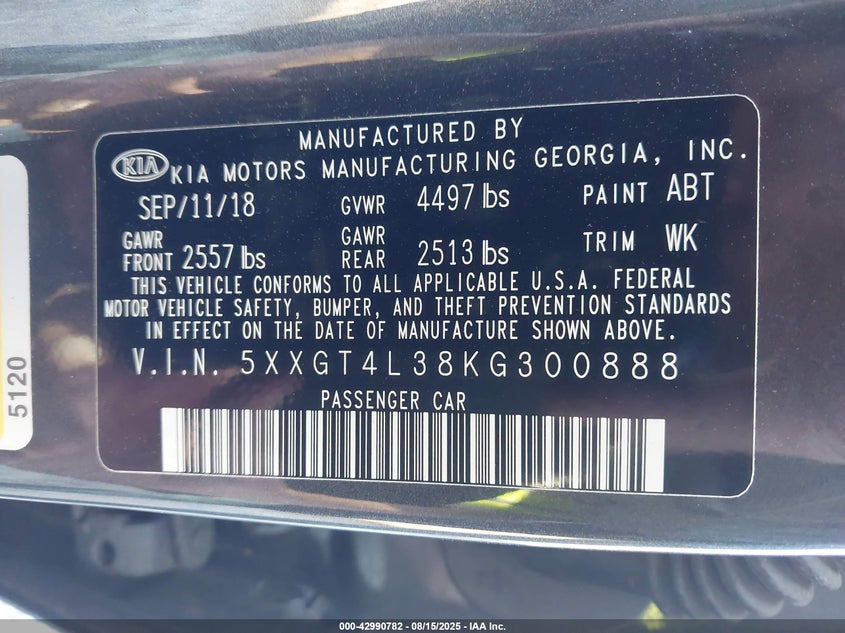 MANUFACTURED BY
KIA KIA MOTORS MANUFACTURING GEORGIA, INC.
SEP/11/18 GVWR 4497 lbs PAINT ABT
GAWR FRONT 2557 lbs GAWR REAR 2513 lbs TRIM WK
THIS VEHICLE CONFORMS TO ALL APPLICABLE U.S.A. FEDERAL
MOTOR VEHICLE SAFETY, BUMPER, AND THEFT PREVENTION STANDARDS
IN EFFECT ON THE DATE OF MANUFACTURE SHOWN ABOVE.
V.I.N. 5XXGT4L38KG300888
PASSENGER CAR
5120
000-42990782 - 08/15/2025 - IAA Inc.